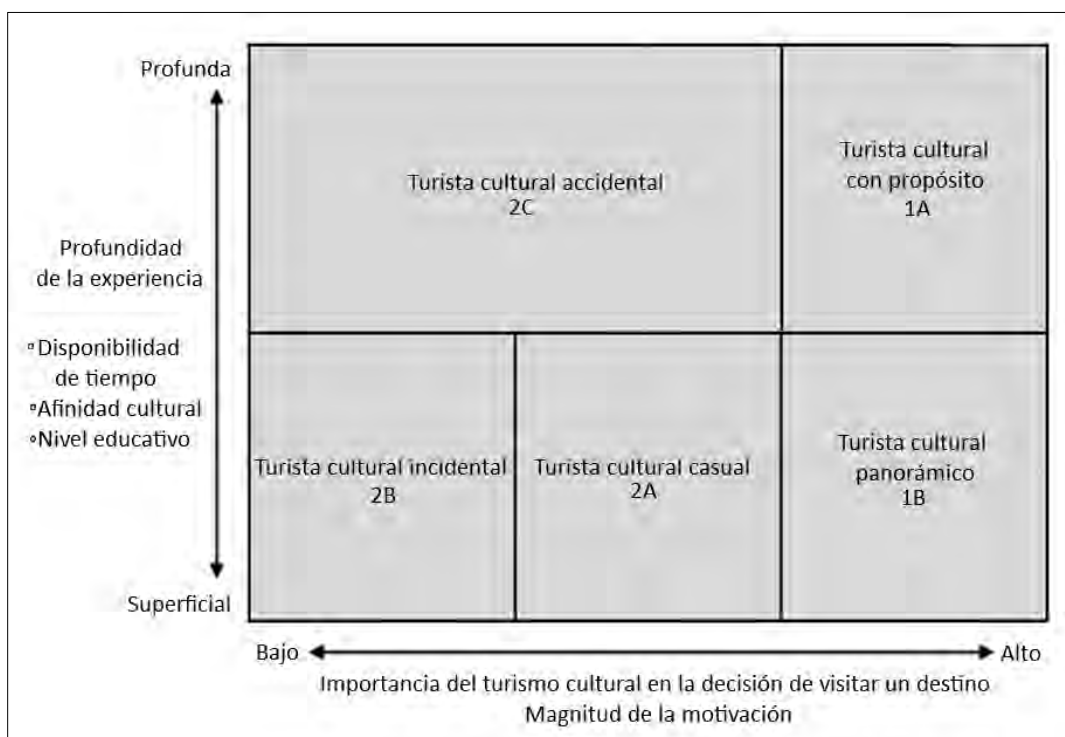 Profunda
Profundidad
de la experiencia
▫Disponibilidad
de tiempo
▫Afinidad cultural
◦Nivel educativo
Superficial
Turista cultural accidental
2C
Turista cultural
con propósito
1A
Turista cultural incidental
2B
Turista cultural casual
2A
Turista cultural
panorámico
1B
Bajo
Alto
Importancia del turismo cultural en la decisión de visitar un destino
Magnitud de la motivación